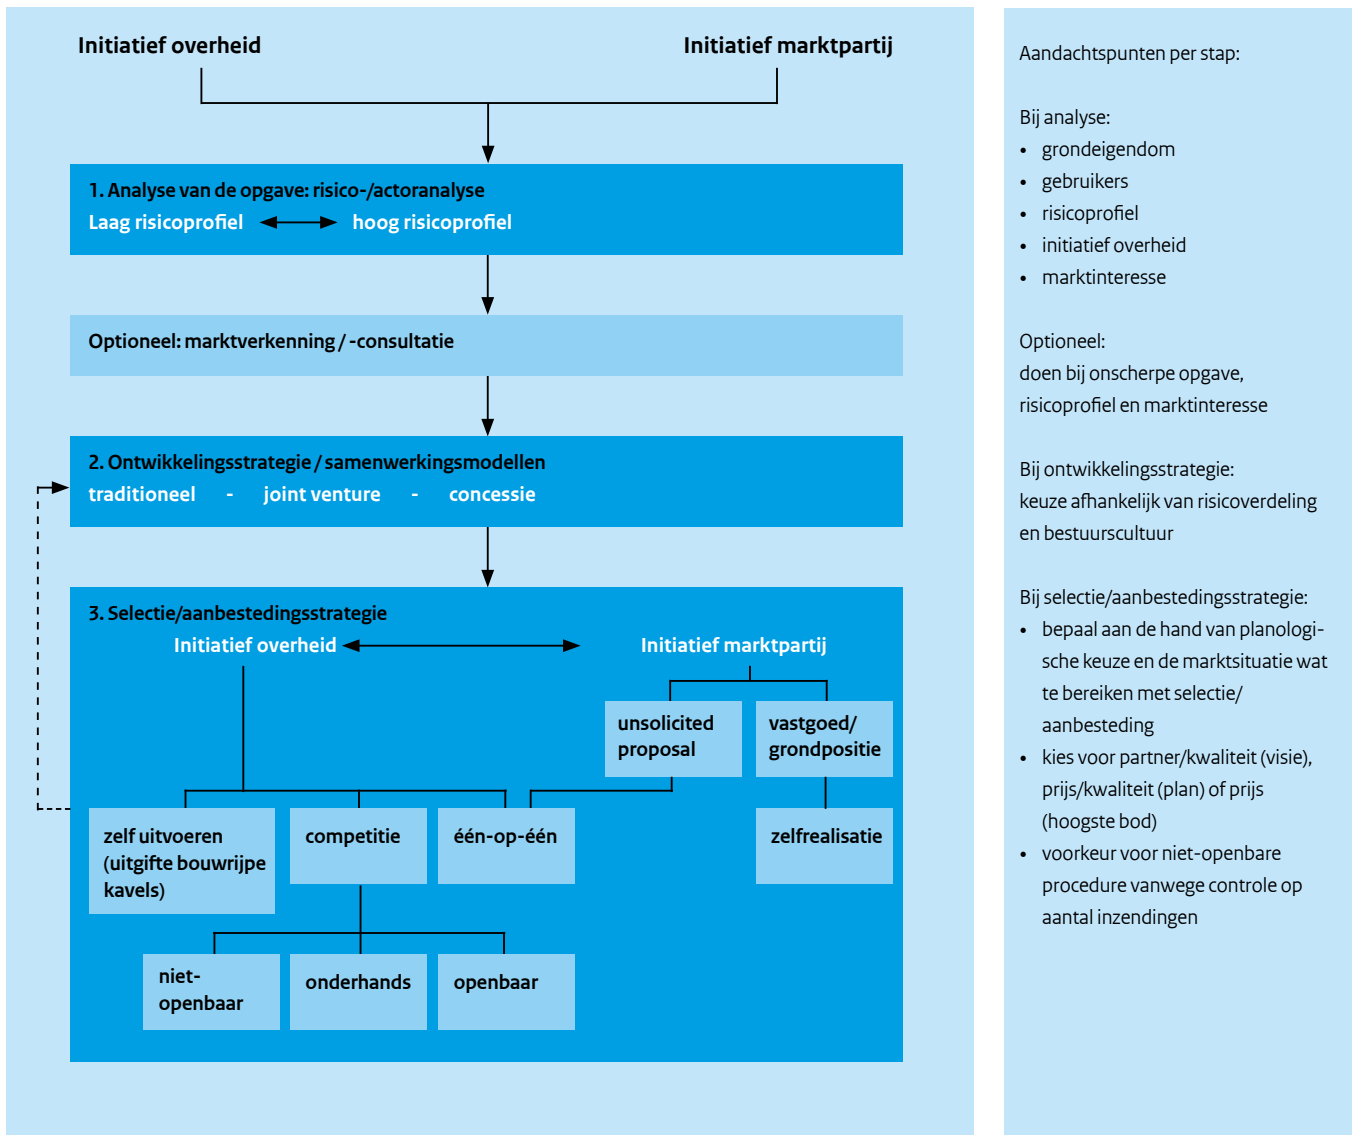 Initiatief overheid
Initiatief marktpartij
1. Analyse van de opgave: risico-/actoranalyse
Laag risicoprofiel hoog risicoprofiel
Optioneel: marktverkenning / -consultatie
2. Ontwikkelingsstrategie / samenwerkingsmodellen
traditioneel - joint venture - concessie
3. Selectie/aanbestedingsstrategie
Initiatief overheid
Initiatief marktpartij
unsolicited
proposal
vastgoed/
grondpositie
zelf uitvoeren
(uitgifte bouwrijpe
kavels)
competitie
één-op-één
zelfrealisatie
niet-
openbaar
onderhands
openbaar
Aandachtspunten per stap:
Bij analyse:
• grondeigendom
• gebruikers
• risicoprofiel
• initiatief overheid
• marktinteresse
Optioneel:
doen bij onscherpe opgave,
risicoprofiel en marktinteresse
Bij ontwikkelingsstrategie:
keuze afhankelijk van risicoverdeling
en bestuurscultuur
Bij selectie/aanbestedingsstrategie:
• bepaal aan de hand van planologi-
sche keuze en de marktsituatie wat
te bereiken met selectie/
aanbesteding
• kies voor partner/kwaliteit (visie),
prijs/kwaliteit (plan) of prijs
(hoogste bod)
• voorkeur voor niet-openbare
procedure vanwege controle op
aantal inzendingen